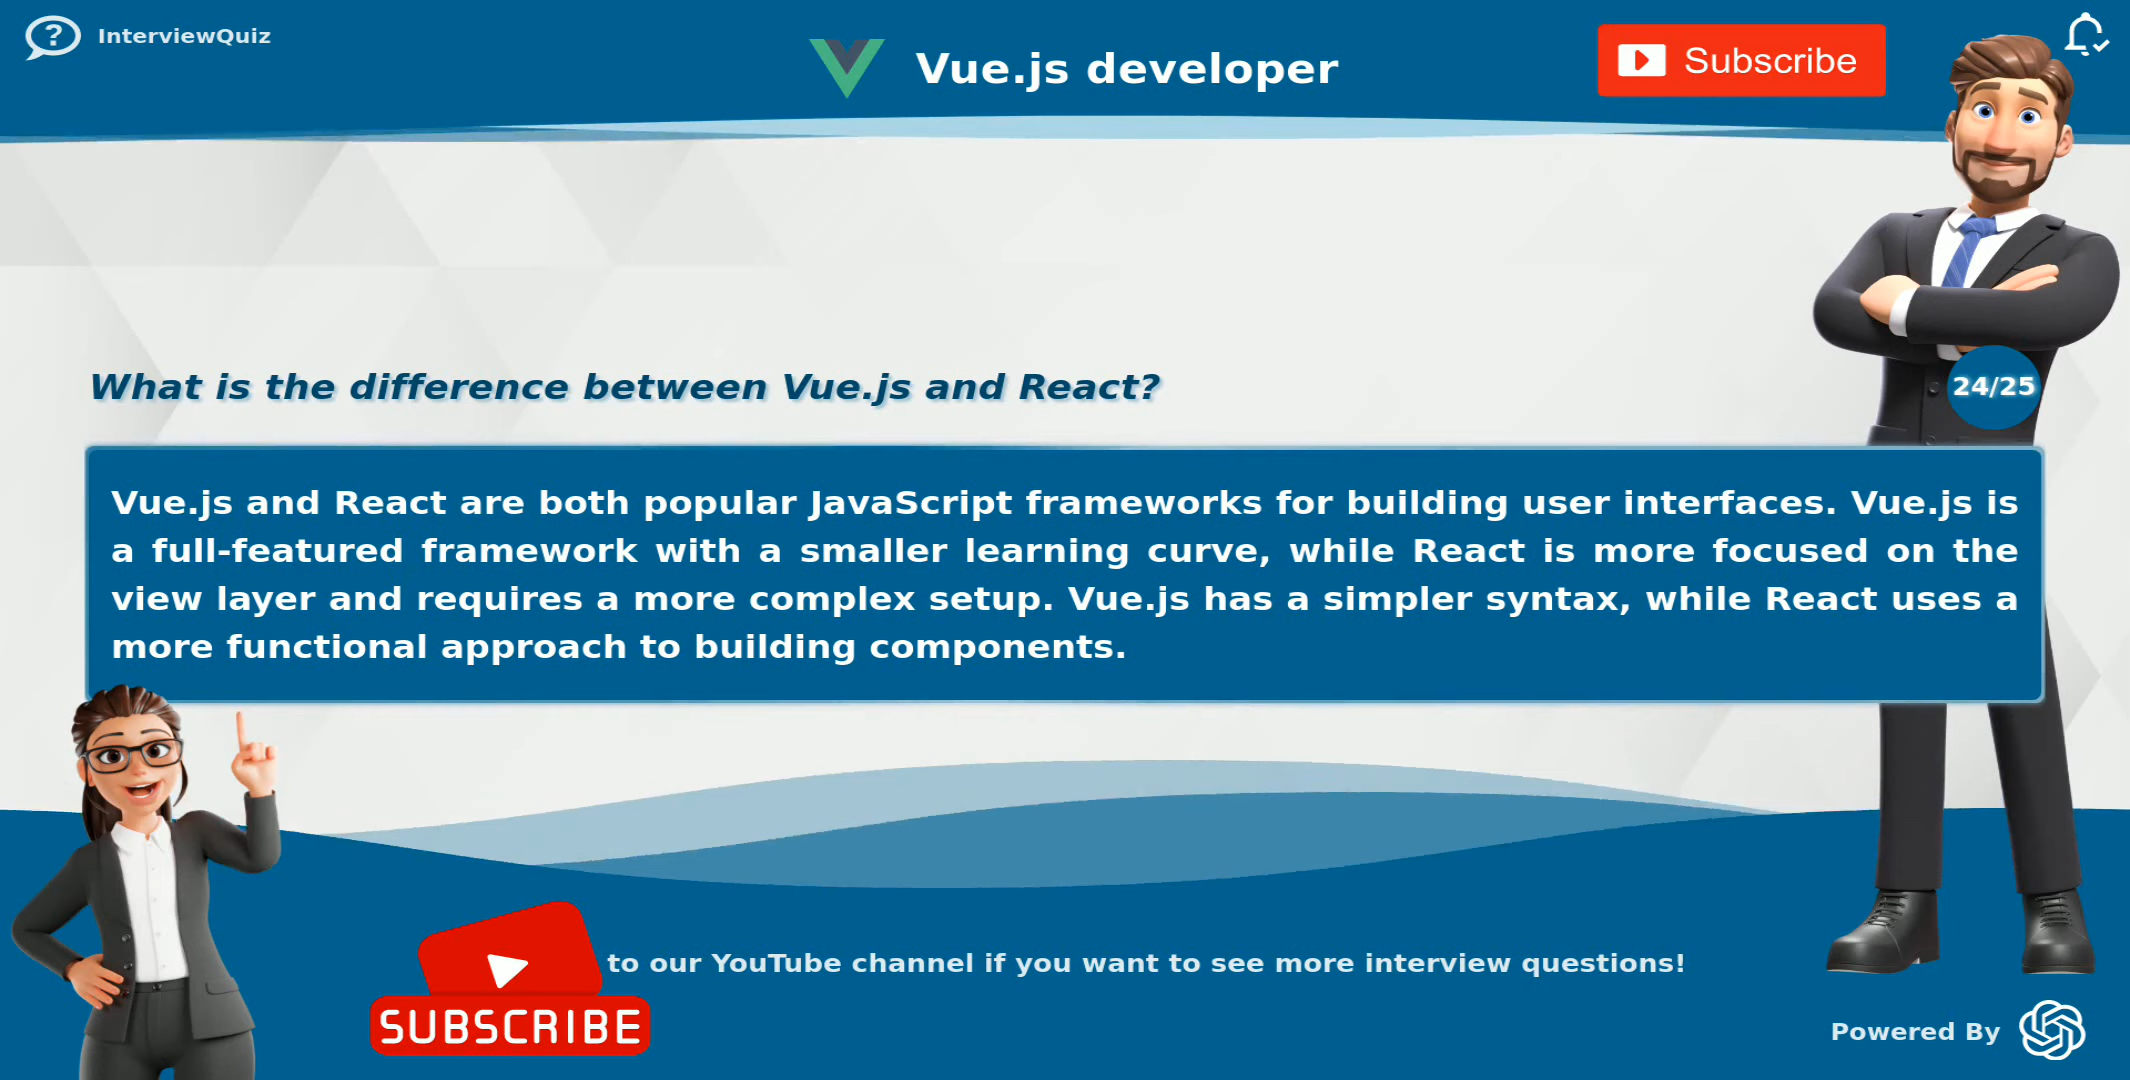 InterviewQuiz
Vue.js developer
Subscribe
What is the difference between Vue.js and React?
24/25
Vue.js and React are both popular JavaScript frameworks for building user interfaces. Vue.js is
a full-featured framework with a smaller learning curve, while React is more focused on the
view layer and requires a more complex setup. Vue.js has a simpler syntax, while React uses a
more functional approach to building components.
to our YouTube channel if you want to see more interview questions!
SUBSCRIBE
Powered By